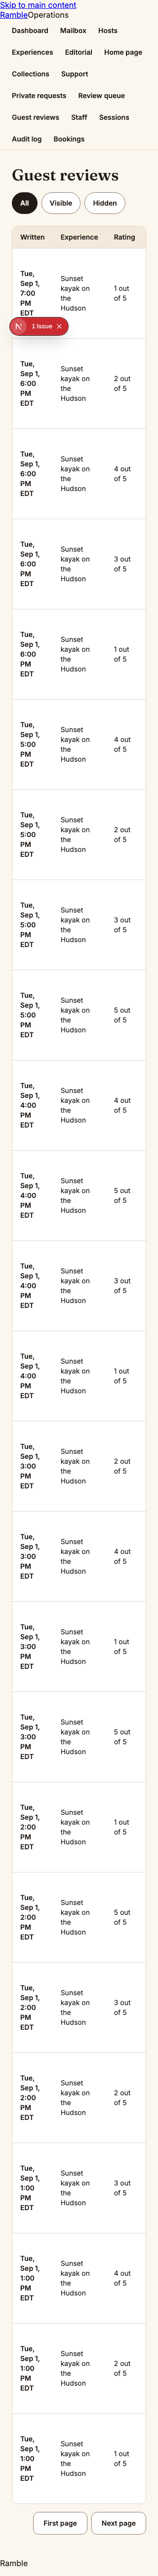 Skip to main content
RambleOperations
Dashboard Mailbox Hosts
Experiences Editorial Home page
Collections Support
Private requests Review queue
Guest reviews Staff Sessions
Audit log Bookings
Guest reviews
All Visible Hidden
Written Experience Rating
Tue,
Sep 1, Sunset
7:00 kayak on 1 out
PM the of 5
EDT Hudson
N 1 Issue ×
Tue,
Sep 1, Sunset
6:00 kayak on 2 out
PM the of 5
EDT Hudson
Tue,
Sep 1, Sunset
6:00 kayak on 4 out
PM the of 5
EDT Hudson
Tue,
Sep 1, Sunset
6:00 kayak on 3 out
PM the of 5
EDT Hudson
Tue,
Sep 1, Sunset
6:00 kayak on 1 out
PM the of 5
EDT Hudson
Tue,
Sep 1, Sunset
5:00 kayak on 4 out
PM the of 5
EDT Hudson
Tue,
Sep 1, Sunset
5:00 kayak on 2 out
PM the of 5
EDT Hudson
Tue,
Sep 1, Sunset
5:00 kayak on 3 out
PM the of 5
EDT Hudson
Tue,
Sep 1, Sunset
5:00 kayak on 5 out
PM the of 5
EDT Hudson
Tue,
Sep 1, Sunset
4:00 kayak on 4 out
PM the of 5
EDT Hudson
Tue,
Sep 1, Sunset
4:00 kayak on 5 out
PM the of 5
EDT Hudson
Tue,
Sep 1, Sunset
4:00 kayak on 3 out
PM the of 5
EDT Hudson
Tue,
Sep 1, Sunset
4:00 kayak on 1 out
PM the of 5
EDT Hudson
Tue,
Sep 1, Sunset
3:00 kayak on 2 out
PM the of 5
EDT Hudson
Tue,
Sep 1, Sunset
3:00 kayak on 4 out
PM the of 5
EDT Hudson
Tue,
Sep 1, Sunset
3:00 kayak on 1 out
PM the of 5
EDT Hudson
Tue,
Sep 1, Sunset
3:00 kayak on 5 out
PM the of 5
EDT Hudson
Tue,
Sep 1, Sunset
2:00 kayak on 1 out
PM the of 5
EDT Hudson
Tue,
Sep 1, Sunset
2:00 kayak on 5 out
PM the of 5
EDT Hudson
Tue,
Sep 1, Sunset
2:00 kayak on 3 out
PM the of 5
EDT Hudson
Tue,
Sep 1, Sunset
2:00 kayak on 2 out
PM the of 5
EDT Hudson
Tue,
Sep 1, Sunset
1:00 kayak on 3 out
PM the of 5
EDT Hudson
Tue,
Sep 1, Sunset
1:00 kayak on 4 out
PM the of 5
EDT Hudson
Tue,
Sep 1, Sunset
1:00 kayak on 2 out
PM the of 5
EDT Hudson
Tue,
Sep 1, Sunset
1:00 kayak on 1 out
PM the of 5
EDT Hudson
First page Next page
Ramble